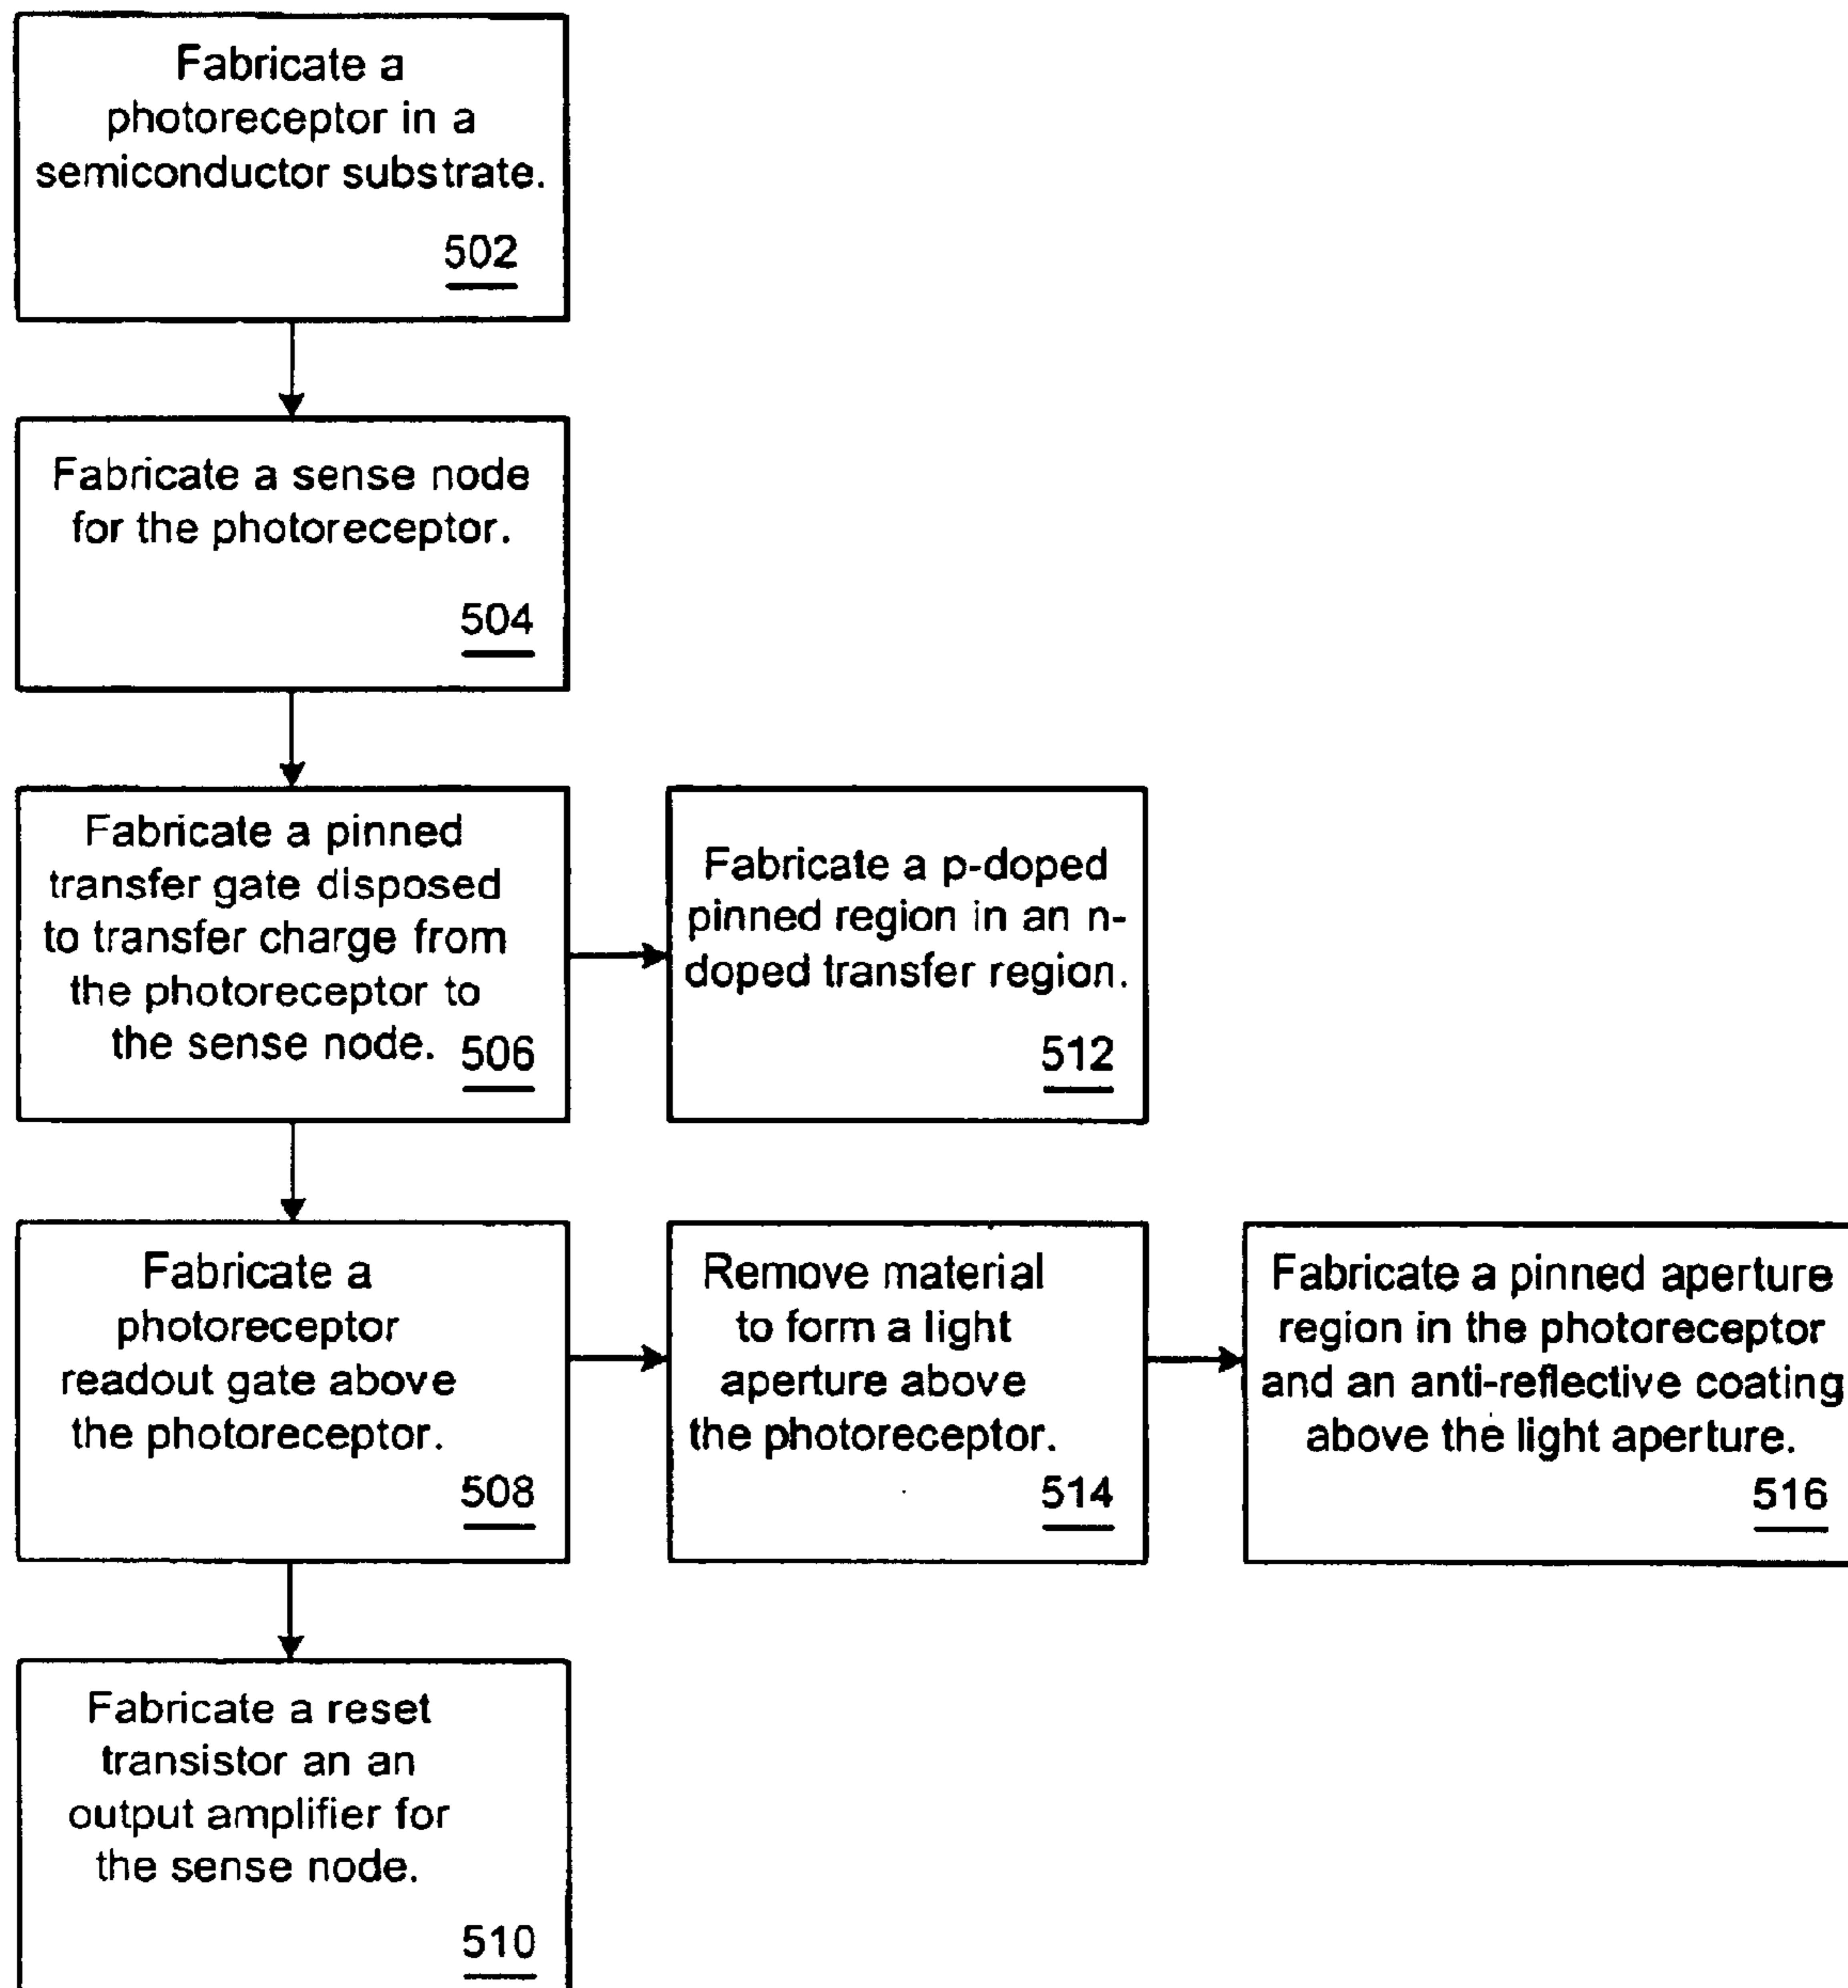 Fabricate a
photoreceptor in a
semiconductor substrate.
502
Fabricate a sense node
for the photoreceptor.
504
Fabricate a pinned
transfer gate disposed
to transfer charge from
the photoreceptor to
the sense node.
506
Fabricate a p-doped
pinned region in an n-
doped transfer region.
512
Fabricate a
photoreceptor
readout gate above
the photoreceptor.
508
Remove material
to form a light
aperture above
the photoreceptor.
514
Fabricate a pinned aperture
region in the photoreceptor
and an anti-reflective coating
above the light aperture.
516
Fabricate a reset
transistor an an
output amplifier for
the sense node.
510